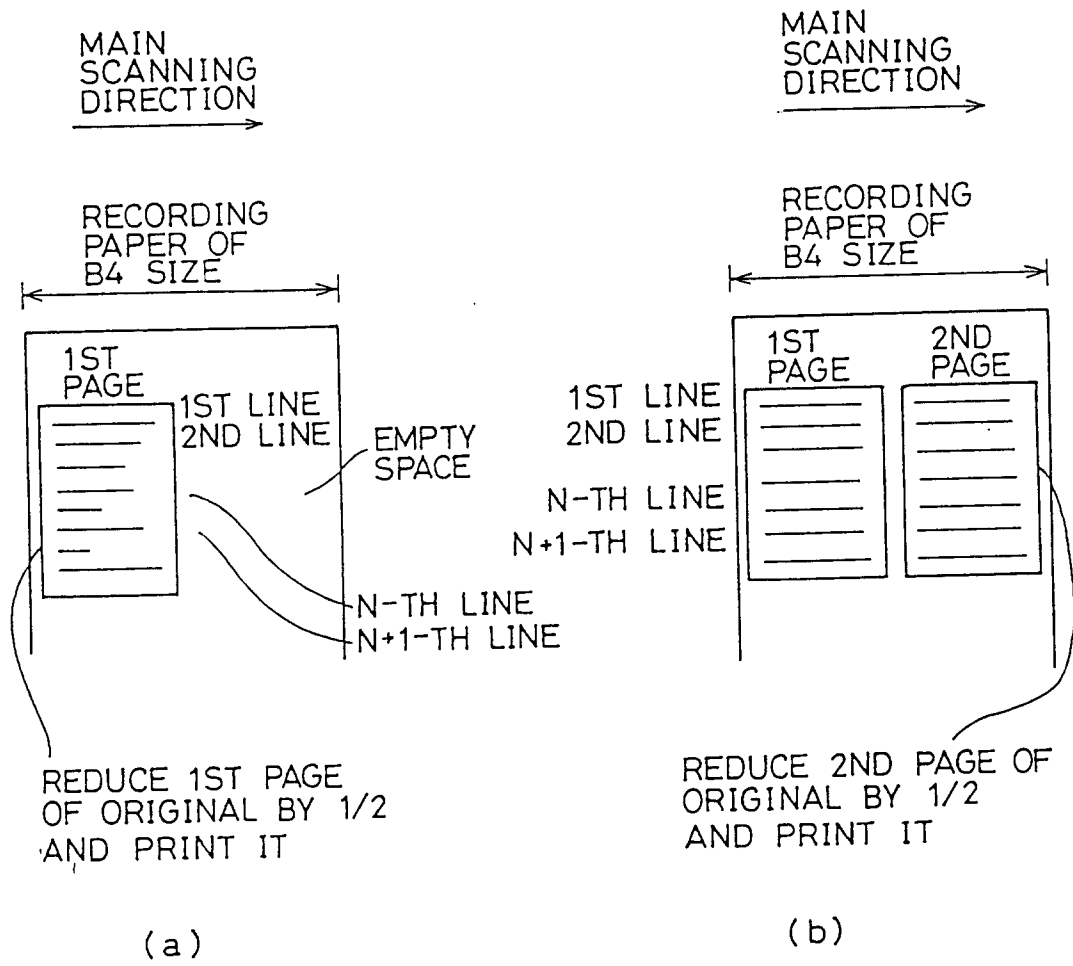 MAIN
SCANNING
DIRECTION
RECORDING
PAPER OF
B4 SIZE
1ST
PAGE
1ST LINE
2ND LINE
EMPTY
SPACE
N-TH LINE
N+1-TH LINE
REDUCE 1ST PAGE
OF ORIGINAL BY 1/2
AND PRINT IT
(a)
MAIN
SCANNING
DIRECTION
RECORDING
PAPER OF
B4 SIZE
1ST
PAGE
2ND
PAGE
1ST LINE
2ND LINE
N-TH LINE
N+1-TH LINE
REDUCE 2ND PAGE OF
ORIGINAL BY 1/2
AND PRINT IT
(b)